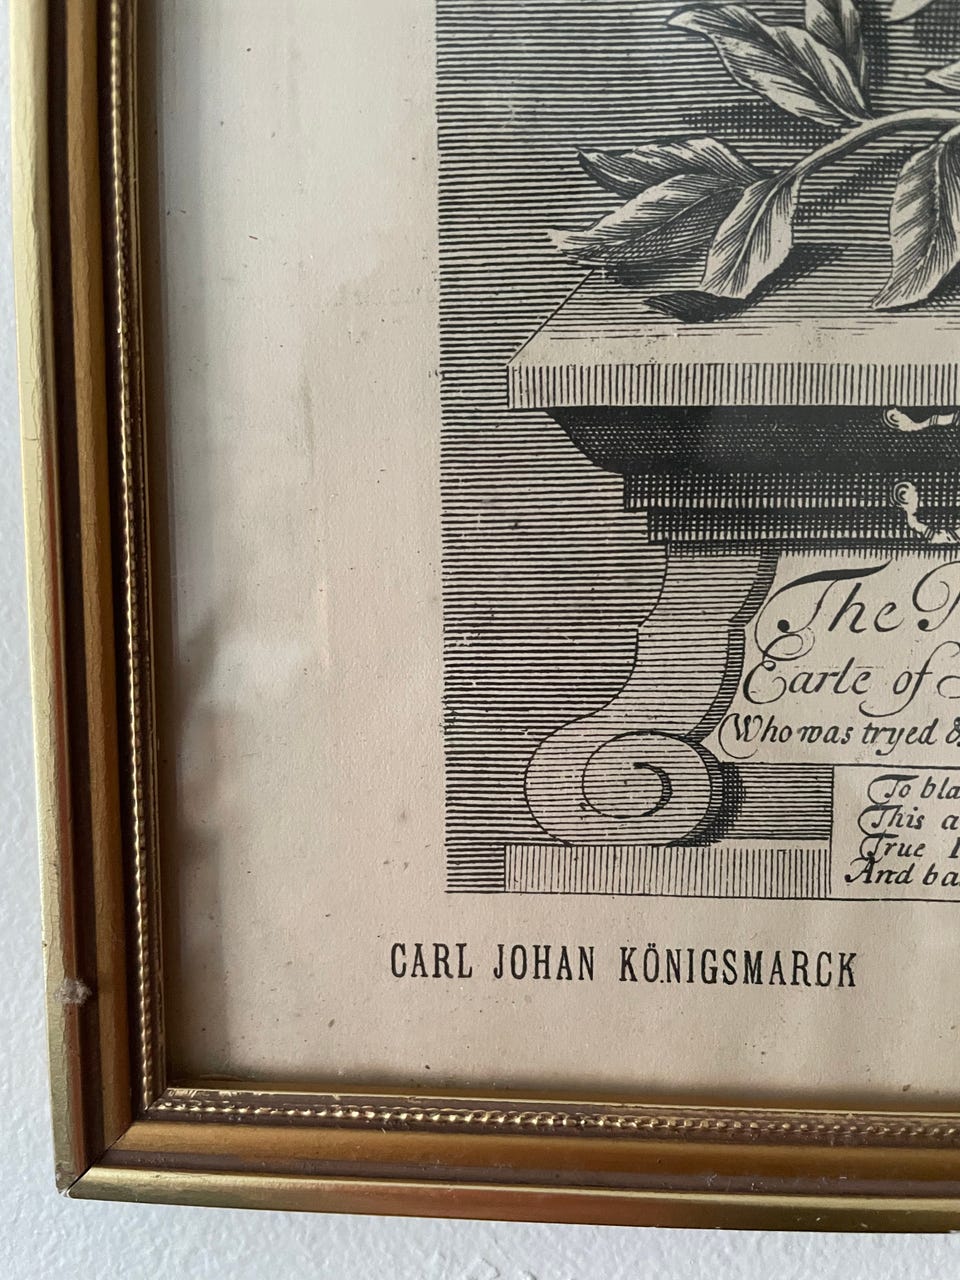 The
Earle of
Who was tryed &
To bla
This a
True
And ba
CARL JOHAN KÖNIGSMARCK